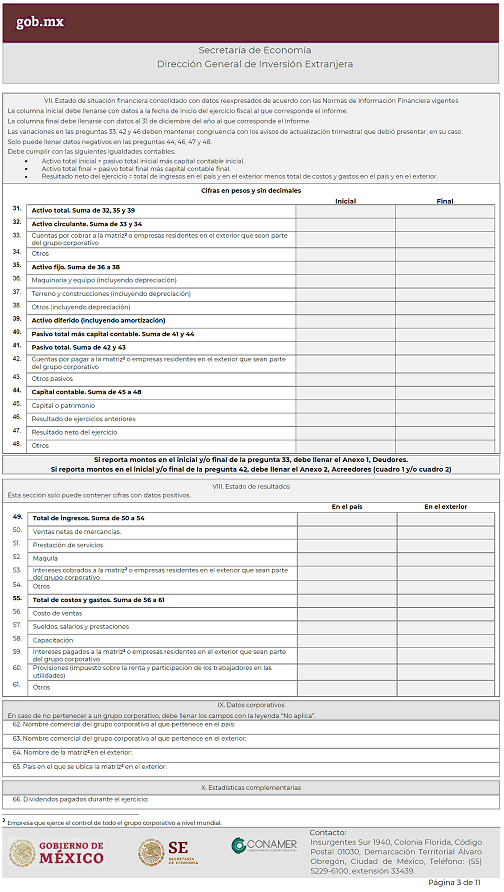 gob.mx
Secretaría de Economía
Dirección General de Inversión Extranjera
VII. Estado de situación financiera consolidado con datos reexpresados de acuerdo con las Normas de Información Financiera vigentes
La columna inicial debe llenarse con datos a la fecha de inicio del ejercicio fiscal al que corresponde el informe.
La columna final debe llenarse con datos al 31 de diciembre del año al que corresponde el informe.
Las variaciones en las preguntas 33, 42 y 46 deben mantener congruencia con los avisos de actualización trimestral que debió presentar, en su caso.
Solo puede llenar datos negativos en las preguntas 44, 46, 47 y 48.
Debe cumplir con las siguientes igualdades contables:
• Activo total inicial = pasivo total inicial más capital contable inicial.
• Activo total final = pasivo total final más capital contable final.
• Resultado neto del ejercicio = total de ingresos en el país y en el exterior menos total de costos y gastos en el país y en el exterior.
Cifras en pesos y sin decimales
Inicial Final
31. Activo total. Suma de 32, 35 y 39
32. Activo circulante. Suma de 33 y 34
33. Cuentas por cobrar a la matriz² o empresas residentes en el exterior que sean parte
del grupo corporativo
34. Otros
35. Activo fijo. Suma de 36 a 38
36. Maquinaria y equipo (incluyendo depreciación)
37. Terreno y construcciones (incluyendo depreciación)
38. Otros (incluyendo depreciación)
39. Activo diferido (incluyendo amortización)
40. Pasivo total más capital contable. Suma de 41 y 44
41. Pasivo total. Suma de 42 y 43
42. Cuentas por pagar a la matriz² o empresas residentes en el exterior que sean parte
del grupo corporativo
43. Otros pasivos
44. Capital contable. Suma de 45 a 48
45. Capital o patrimonio
46. Resultado de ejercicios anteriores
47. Resultado neto del ejercicio
48. Otros
Si reporta montos en el inicial y/o final de la pregunta 33, debe llenar el Anexo 1, Deudores.
Si reporta montos en el inicial y/o final de la pregunta 42, debe llenar el Anexo 2, Acreedores (cuadro 1 y/o cuadro 2)
VIII. Estado de resultados
Esta sección solo puede contener cifras con datos positivos.
En el país En el exterior
49. Total de ingresos. Suma de 50 a 54
50. Ventas netas de mercancías.
51. Prestación de servicios
52. Maquila
53. Intereses cobrados a la matriz² o empresas residentes en el exterior que sean parte
del grupo corporativo
54. Otros
55. Total de costos y gastos. Suma de 56 a 61
56. Costo de ventas
57. Sueldos, salarios y prestaciones
58. Capacitación
59. Intereses pagados a la matriz² o empresas residentes en el exterior que sean parte
del grupo corporativo
60. Provisiones (impuesto sobre la renta y participación de los trabajadores en las
utilidades)
61. Otros
IX. Datos corporativos
En caso de no pertenecer a un grupo corporativo, debe llenar los campos con la leyenda “No aplica”.
62. Nombre comercial del grupo corporativo al que pertenece en el país:
63. Nombre comercial del grupo corporativo al que pertenece en el exterior:
64. Nombre de la matriz² en el exterior:
65. País en el que se ubica la matriz² en el exterior:
X. Estadísticas complementarias
66. Dividendos pagados durante el ejercicio:
² Empresa que ejerce el control de todo el grupo corporativo a nivel mundial.
GOBIERNO DE
MÉXICO
SE
SECRETARÍA
DE ECONOMÍA
CONAMER
Contacto:
Insurgentes Sur 1940, Colonia Florida, Código
Postal 01030, Demarcación Territorial Álvaro
Obregón, Ciudad de México, Teléfono: (55)
5229-6100, extensión 33439.
Página 3 de 11